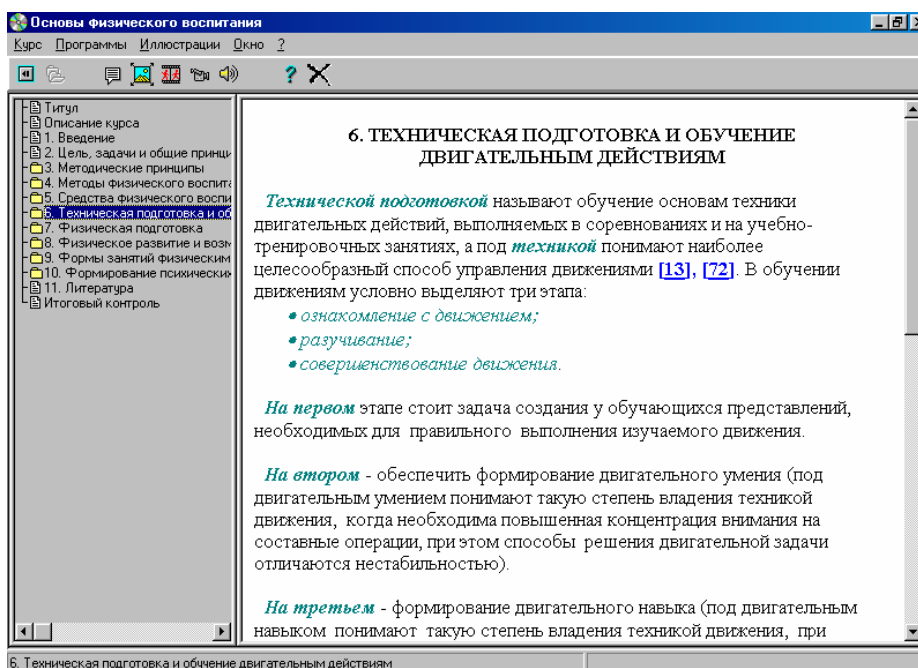 Основы физического воспитания
Курс Программы Иллюстрации Окно ?
Титул
Описание курса
1. Введение
2. Цель, задачи и общие принци
3. Методические принципы
4. Методы физического воспита
5. Средства физического воспи
6. Техническая подготовка и об
7. Физическая подготовка
8. Физическое развитие и возм
9. Формы занятий физическим
10. Формирование психически
11. Литература
Итоговый контроль
6. ТЕХНИЧЕСКАЯ ПОДГОТОВКА И ОБУЧЕНИЕ
ДВИГАТЕЛЬНЫМ ДЕЙСТВИЯМ
Технической подготовкой называют обучение основам техники
двигательных действий, выполняемых в соревнованиях и на учебно-
тренировочных занятиях, а под техникой понимают наиболее
целесообразный способ управления движениями [13], [72]. В обучении
движениям условно выделяют три этапа:
• ознакомление с движением;
• разучивание;
• совершенствование движения.
На первом этапе стоит задача создания у обучающихся представлений,
необходимых для правильного выполнения изучаемого движения.
На втором - обеспечить формирование двигательного умения (под
двигательным умением понимают такую степень владения техникой
движения, когда необходима повышенная концентрация внимания на
составные операции, при этом способы решения двигательной задачи
отличаются нестабильностью).
На третьем - формирование двигательного навыка (под двигательным
навыком понимают такую степень владения техникой движения, при
6. Техническая подготовка и обучение двигательным действиям